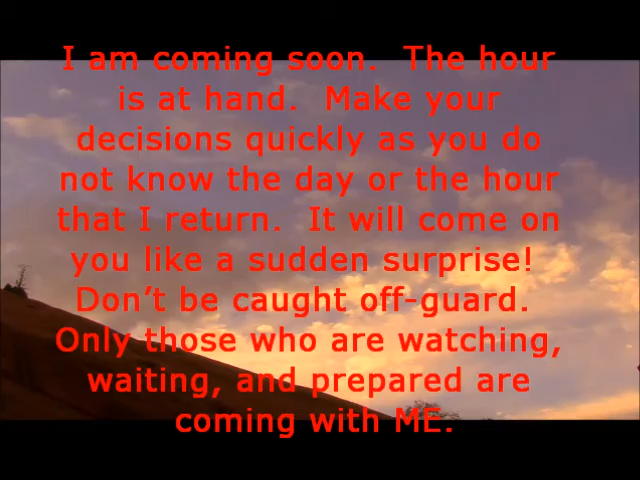 I am coming soon.  The hour
is at hand.  Make your
decisions quickly as you do
not know the day or the hour
that I return.  It will come on
you like a sudden surprise!
Don’t be caught off-guard.
Only those who are watching,
waiting, and prepared are
coming with ME.